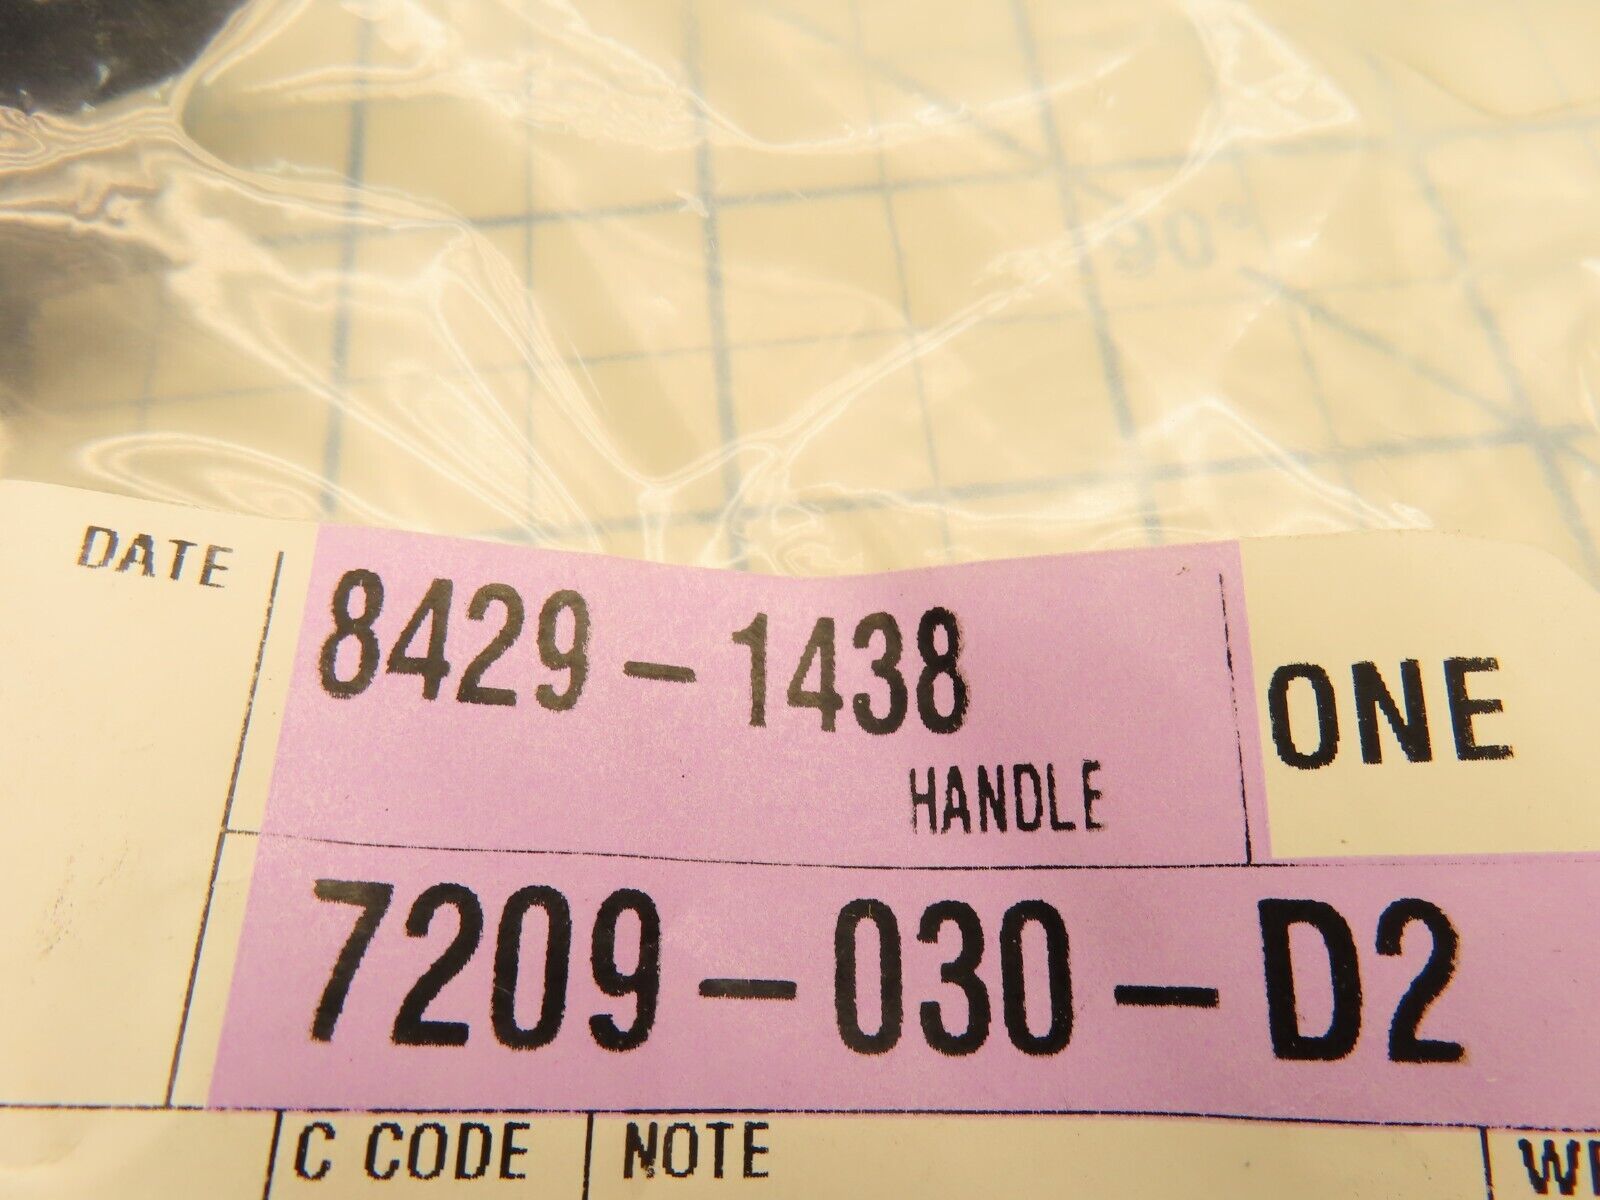 90°
DATE
8429-1438
ONE
HANDLE
7209-030-D2
C CODE
NOTE